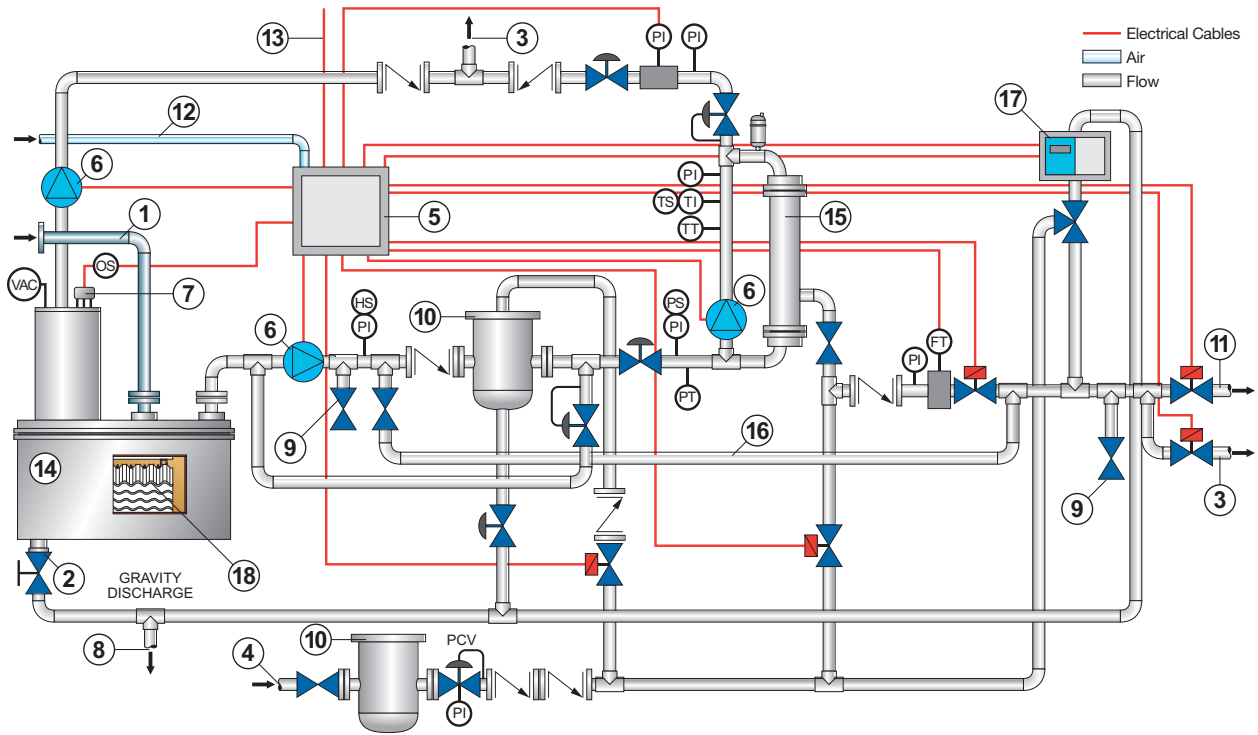 13
3
PI
PI
Electrical Cables
Air
Flow
12
17
6
5
PI
TS
TI
TT
15
1
OS
VAC
7
HS
PI
10
PS
PI
6
6
PT
PI
FT
11
9
16
14
18
2
9
3
GRAVITY
DISCHARGE
8
10
PCV
4
PI